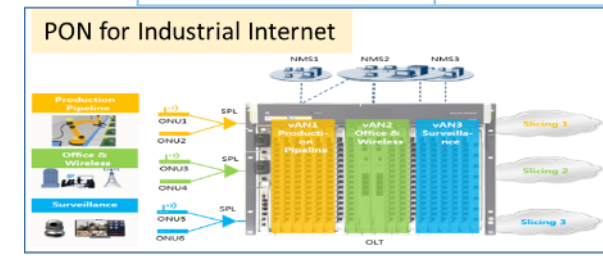 PON for Industrial Internet
NMS1 NMS2 NMS3
Production
Pipeline
Office &
Wireless
Surveillance
ONU1
ONU2
SPL
ONU3
ONU4
SPL
ONU5
ONU6
SPL
vAN1
Producti-
on
Pipeline
vAN2
Office &
Wireless
vAN3
Surveilla-
nce
OLT
Slicing 1
Slicing 2
Slicing 3